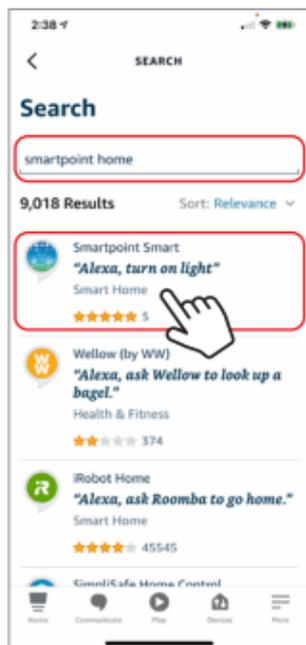 2:38
SEARCH
Search
smartpoint home
9,018 Results Sort: Relevance
Smartpoint Smart
"Alexa, turn on light"
Smart Home
5
Wellow (by WW)
"Alexa, ask Wellow to look up a
bagel."
Health & Fitness
374
iRobot Home
"Alexa, ask Roomba to go home."
Smart Home
45545
SimpliSafe Home Control
Home Communicate Play Devices More